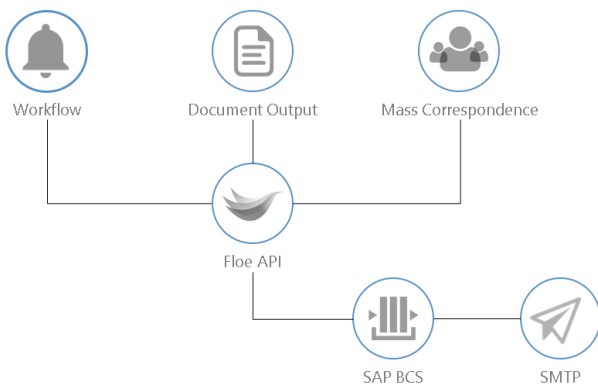 Workflow
Document Output
Mass Correspondence
Floe API
SAP BCS
SMTP